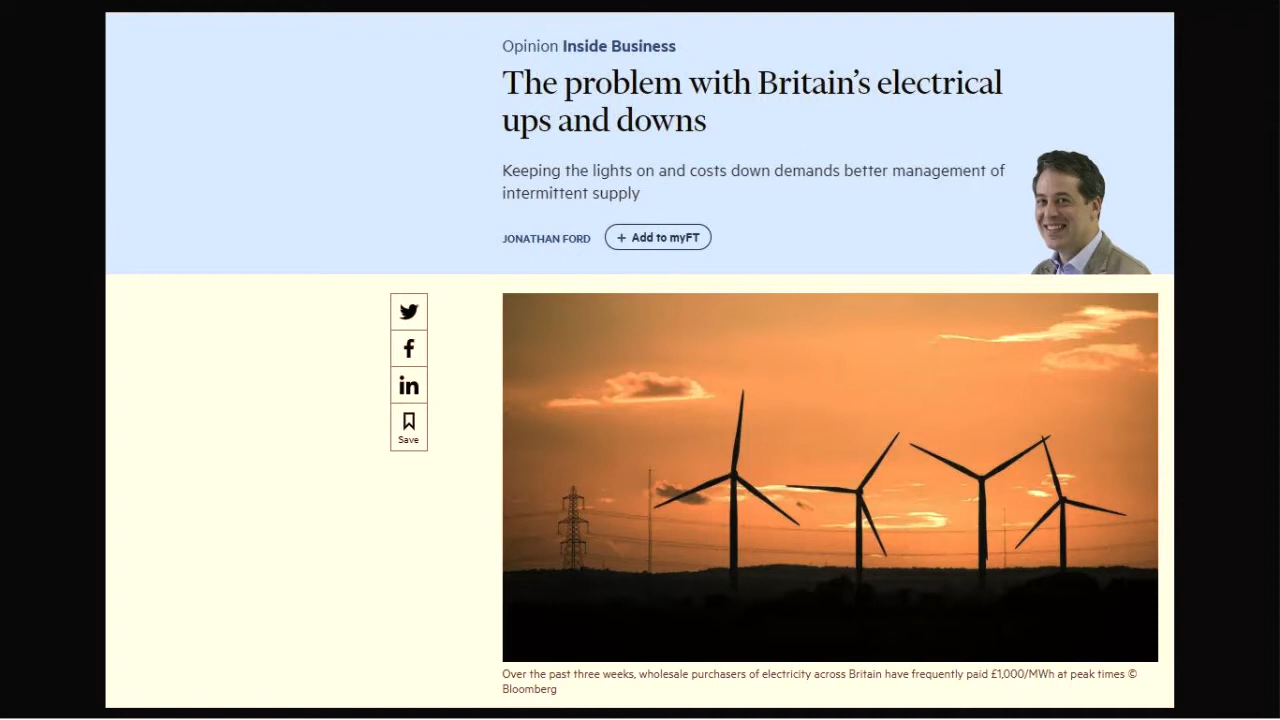 Opinion Inside Business
The problem with Britain’s electrical
ups and downs
Keeping the lights on and costs down demands better management of
intermittent supply
JONATHAN FORD + Add to myFT
in
Save
Over the past three weeks, wholesale purchasers of electricity across Britain have frequently paid £1,000/MWh at peak times ©
Bloomberg